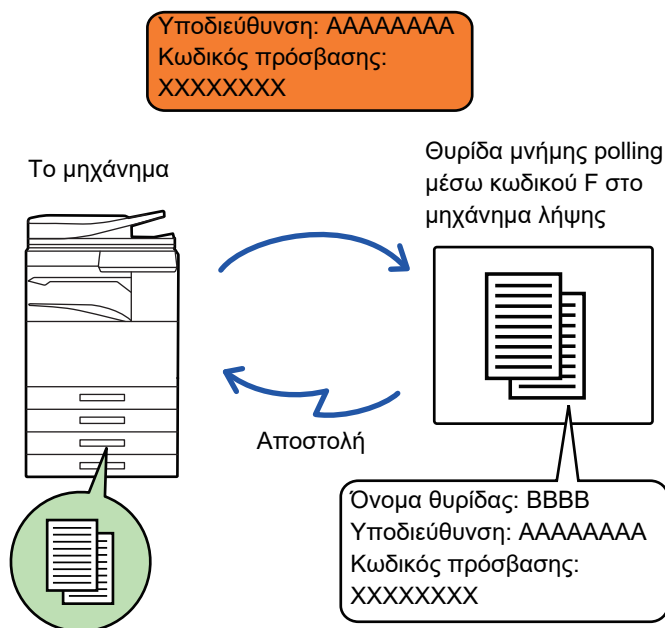 Υποδιεύθυνση: AAAAAAAA
Κωδικός πρόσβασης:
XXXXXXXX
Το μηχάνημα
Θυρίδα μνήμης polling
μέσω κωδικού F στο
μηχάνημα λήψης
Αποστολή
Όνομα θυρίδας: BBBB
Υποδιεύθυνση: AAAAAAAA
Κωδικός πρόσβασης:
XXXXXXXX